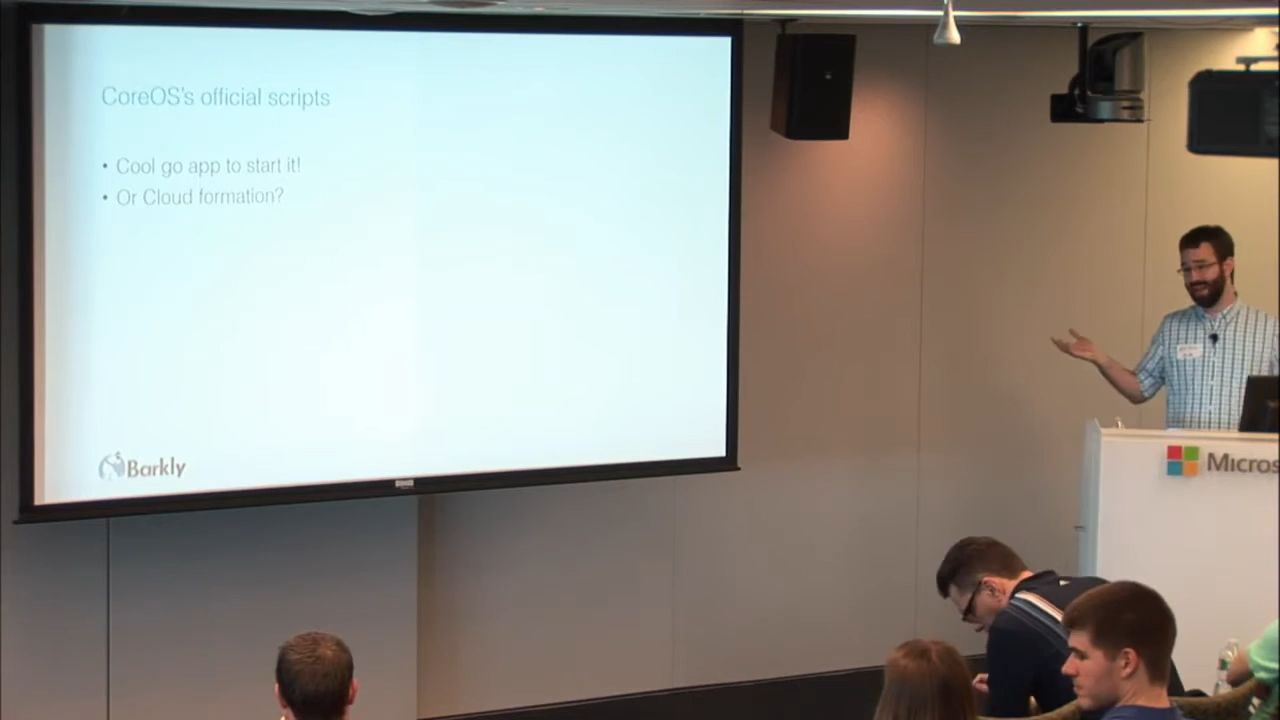 CoreOS's official scripts
• Cool go app to start it!
• Or Cloud formation?
Barkly
Micros